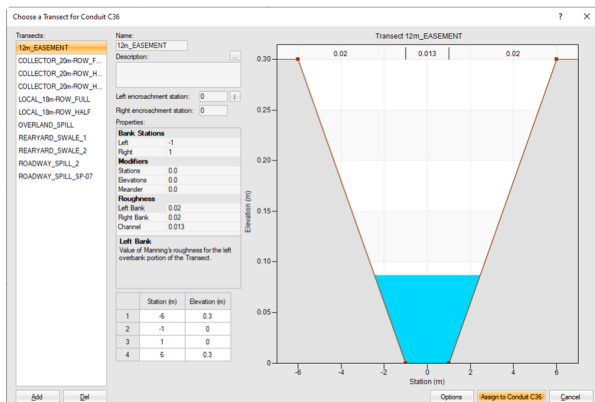 Choose a Transect for Conduit C36
? ×
Transects:
12m_EASEMENT
COLLECTOR_20m-ROW_F...
COLLECTOR_20m-ROW_H...
COLLECTOR_20m-ROW_H...
LOCAL_18m-ROW_FULL
LOCAL_18m-ROW_HALF
OVERLAND_SPILL
REARYARD_SWALE_1
REARYARD_SWALE_2
ROADWAY_SPILL_2
ROADWAY_SPILL_SP-07
Add Del
Name:
12m_EASEMENT
Description:
...
Left encroachment station: 0
Right encroachment station: 0
Properties:
Bank Stations
Left -1
Right 1
Modifiers
Stations 0.0
Elevations 0.0
Meander 0.0
Roughness
Left Bank 0.02
Right Bank 0.02
Channel 0.013
Left Bank
Value of Manning's roughness for the left
overbank portion of the Transect.
Station (m) Elevation (m)
1 -6 0.3
2 -1 0
3 1 0
4 6 0.3
Transect 12m_EASEMENT
0.02 0.013 0.02
0.30
0.25
0.20
0.15
0.10
0.05
0
Elevation (m)
-6 -4 -2 0 2 4 6
Station (m)
Options Assign to Conduit C36 Cancel